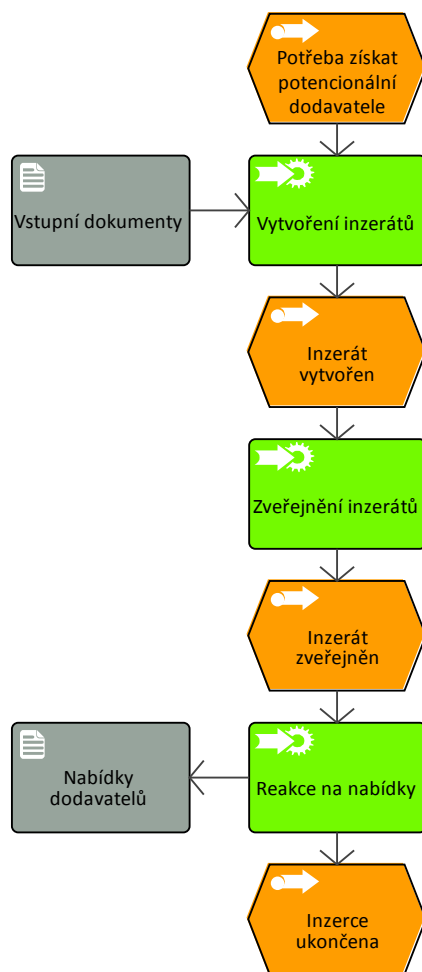 Potřeba získat
potencionální
dodavatele
Vstupní dokumenty
Vytvoření inzerátů
Inzerát
vytvořen
Zveřejnění inzerátů
Inzerát
zveřejněn
Nabídky
dodavatelů
Reakce na nabídky
Inzerce
ukončena